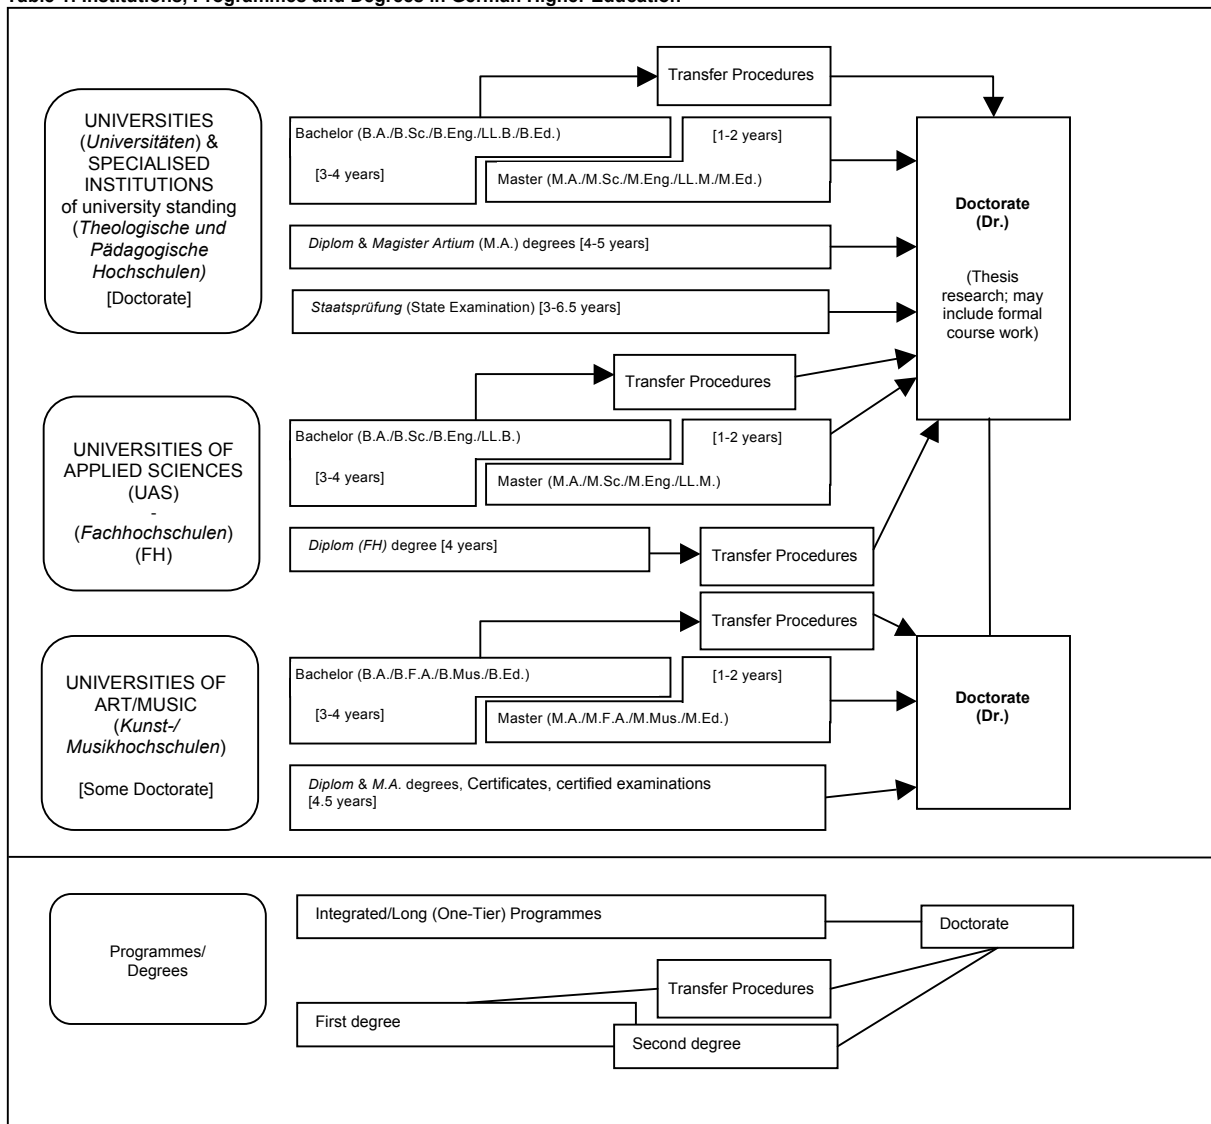 Table 1: Institutions, Programmes and Degrees in German Higher Education
Transfer Procedures
UNIVERSITIES
(Universitäten) &
SPECIALISED
INSTITUTIONS
of university standing
(Theologische und
Pädagogische
Hochschulen)
[Doctorate]
Bachelor (B.A./B.Sc./B.Eng./LL.B./B.Ed.)
[3-4 years]
[1-2 years]
Master (M.A./M.Sc./M.Eng./LL.M./M.Ed.)
Diplom & Magister Artium (M.A.) degrees [4-5 years]
Staatsprüfung (State Examination) [3-6.5 years]
Doctorate
(Dr.)
(Thesis
research; may
include formal
course work)
Transfer Procedures
UNIVERSITIES OF
APPLIED SCIENCES
(UAS)
-
(Fachhochschulen)
(FH)
Bachelor (B.A./B.Sc./B.Eng./LL.B.)
[3-4 years]
[1-2 years]
Master (M.A./M.Sc./M.Eng./LL.M.)
Diplom (FH) degree [4 years]
Transfer Procedures
Transfer Procedures
UNIVERSITIES OF
ART/MUSIC
(Kunst-/
Musikhochschulen)
[Some Doctorate]
Bachelor (B.A./B.F.A./B.Mus./B.Ed.)
[3-4 years]
[1-2 years]
Master (M.A./M.F.A./M.Mus./M.Ed.)
Diplom & M.A. degrees, Certificates, certified examinations
[4.5 years]
Doctorate
(Dr.)
Programmes/
Degrees
Integrated/Long (One-Tier) Programmes
Doctorate
Transfer Procedures
First degree
Second degree